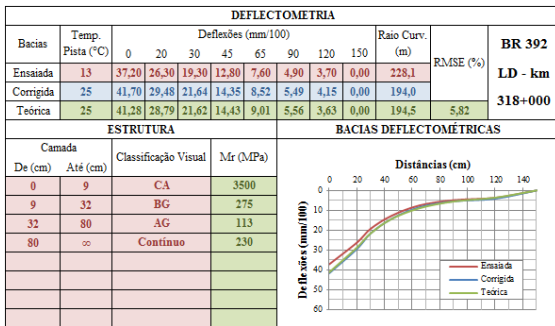 DEFLECTOMETRIA
Bacias Temp. Pista (°C) Deflexões (mm/100) Raio Curv. (m) RMSE (%) BR 392 LD - km 318+000
0 20 30 45 65 90 120 150
Ensaiada 13 37,20 26,30 19,30 12,80 7,60 4,90 3,70 0,00 228,1
Corrigida 25 41,70 29,48 21,64 14,35 8,52 5,49 4,15 0,00 194,0
Teórica 25 41,28 28,79 21,62 14,43 9,01 5,56 3,63 0,00 194,5 5,82
ESTRUTURA BACIAS DEFLECTOMÉTRICAS
Camada Classificação Visual Mr (MPa)
De (cm) Até (cm)
0 9 CA 3500
9 32 BG 275
32 80 AG 113
80 ∞ Contínuo 230
Distâncias (cm)
0 20 40 60 80 100 120 140
Deflexões (mm/100)
0
10
20
30
40
50
60
Ensaiada
Corrigida
Teórica